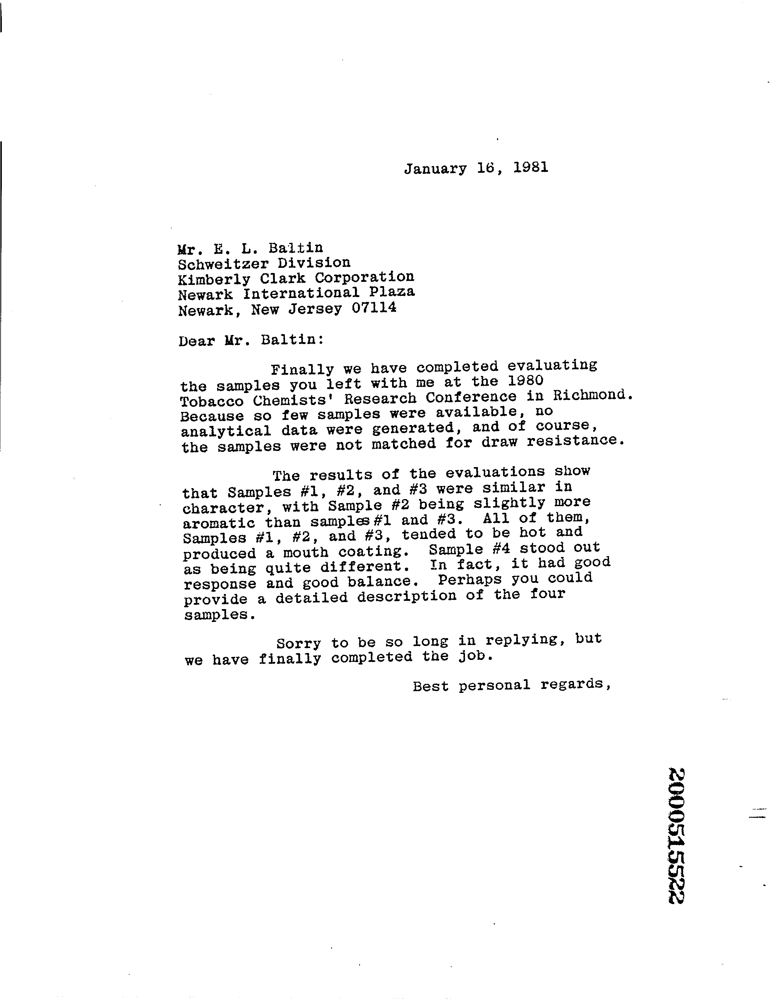 January 16, 1981
Mr. E. L. Baltin
Schweitzer Division
Kimberly Clark Corporation
Newark International Plaza
Newark, New Jersey 07114
Dear Mr. Baltin:
Finally we have completed evaluating
the samples you left with me at the 1980
Tobacco Chemists' Research Conference in Richmond.
Because so few samples were available, no
analytical data were generated, and of course,
the samples were not matched for draw resistance.
The results of the evaluations show
that Samples #1, #2, and #3 were similar in
character, with Sample #2 being slightly more
aromatic than samples #1 and #3. All of them,
Samples #1, #2, and #3, tended to be hot and
produced a mouth coating. Sample #4 stood out
as being quite different. In fact, it had good
response and good balance. Perhaps you could
provide a detailed description of the four
samples.
Sorry to be so long in replying, but
we have finally completed the job.
Best personal regards,
2000515522